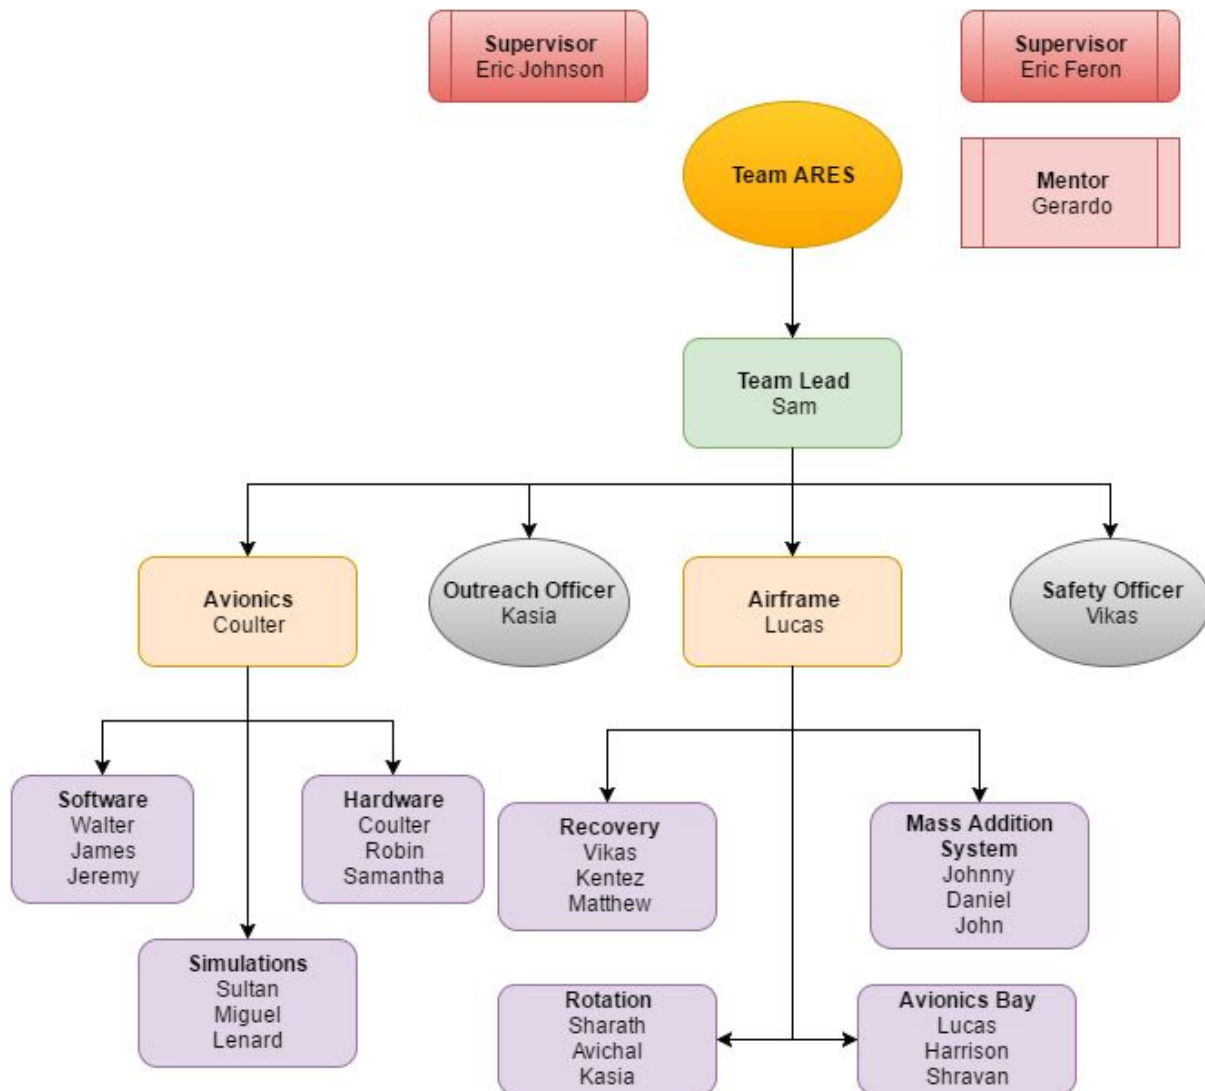 Supervisor
Eric Johnson
Supervisor
Eric Feron
Team ARES
Mentor
Gerardo
Team Lead
Sam
Avionics
Coulter
Outreach Officer
Kasia
Airframe
Lucas
Safety Officer
Vikas
Software
Walter
James
Jeremy
Hardware
Coulter
Robin
Samantha
Simulations
Sultan
Miguel
Lenard
Recovery
Vikas
Kentez
Matthew
Mass Addition
System
Johnny
Daniel
John
Rotation
Sharath
Avichal
Kasia
Avionics Bay
Lucas
Harrison
Shravan